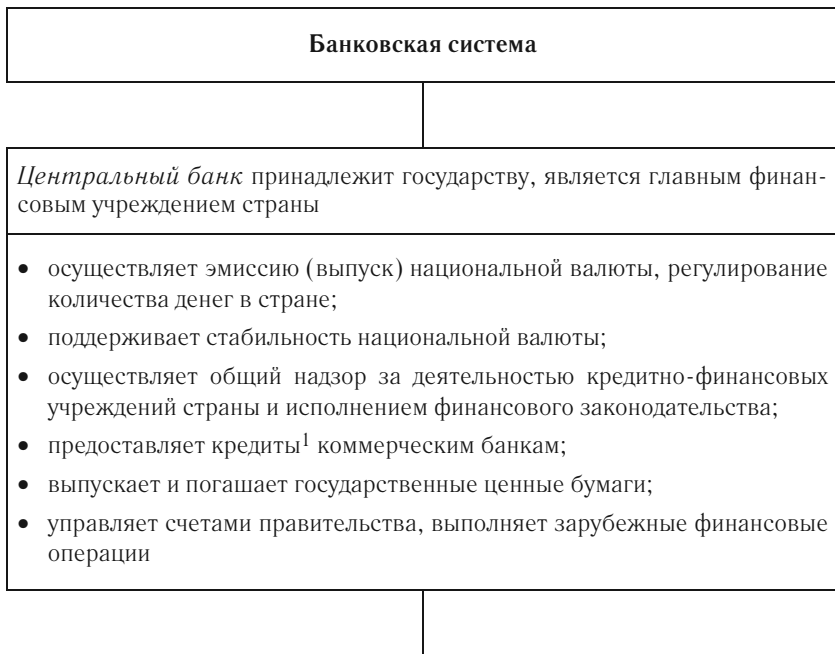 Банковская система
Центральный банк принадлежит государству, является главным финан-
совым учреждением страны
• осуществляет эмиссию (выпуск) национальной валюты, регулирование
количества денег в стране;
• поддерживает стабильность национальной валюты;
• осуществляет общий надзор за деятельностью кредитно-финансовых
учреждений страны и исполнением финансового законодательства;
• предоставляет кредиты¹ коммерческим банкам;
• выпускает и погашает государственные ценные бумаги;
• управляет счетами правительства, выполняет зарубежные финансовые
операции